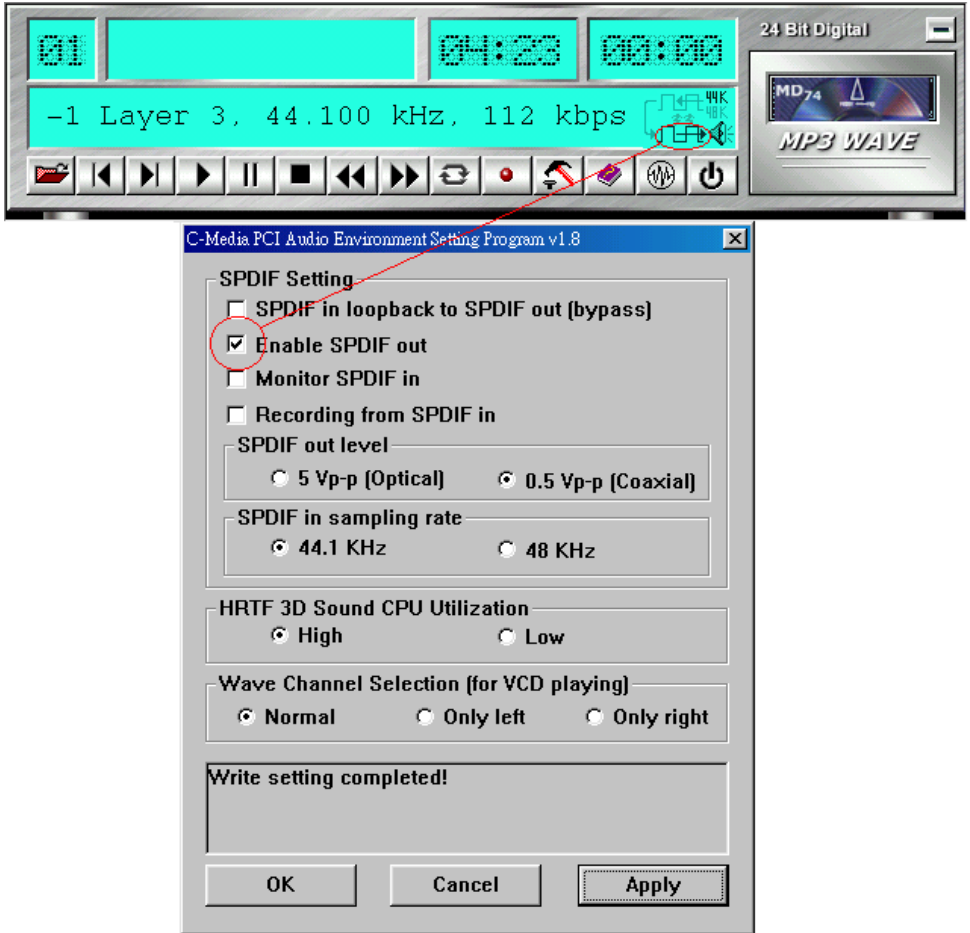 01
04:23
00:00
24 Bit Digital
-1 Layer 3, 44.100 kHz, 112 kbps
44K
48K
MD74
MP3 WAVE
C-Media PCI Audio Environment Setting Program v1.8
SPDIF Setting
SPDIF in loopback to SPDIF out (bypass)
Enable SPDIF out
Monitor SPDIF in
Recording from SPDIF in
SPDIF out level
5 Vp-p (Optical)
0.5 Vp-p (Coaxial)
SPDIF in sampling rate
44.1 KHz
48 KHz
HRTF 3D Sound CPU Utilization
High
Low
Wave Channel Selection (for VCD playing)
Normal
Only left
Only right
Write setting completed!
OK
Cancel
Apply